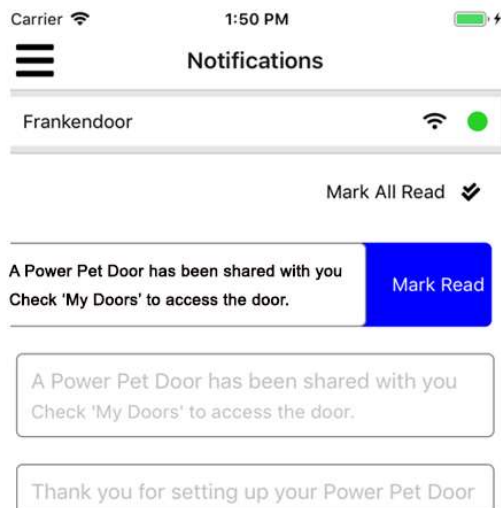 Carrier 1:50 PM
Notifications
Frankendoor
Mark All Read
A Power Pet Door has been shared with you
Check 'My Doors' to access the door.
Mark Read
A Power Pet Door has been shared with you
Check 'My Doors' to access the door.
Thank you for setting up your Power Pet Door